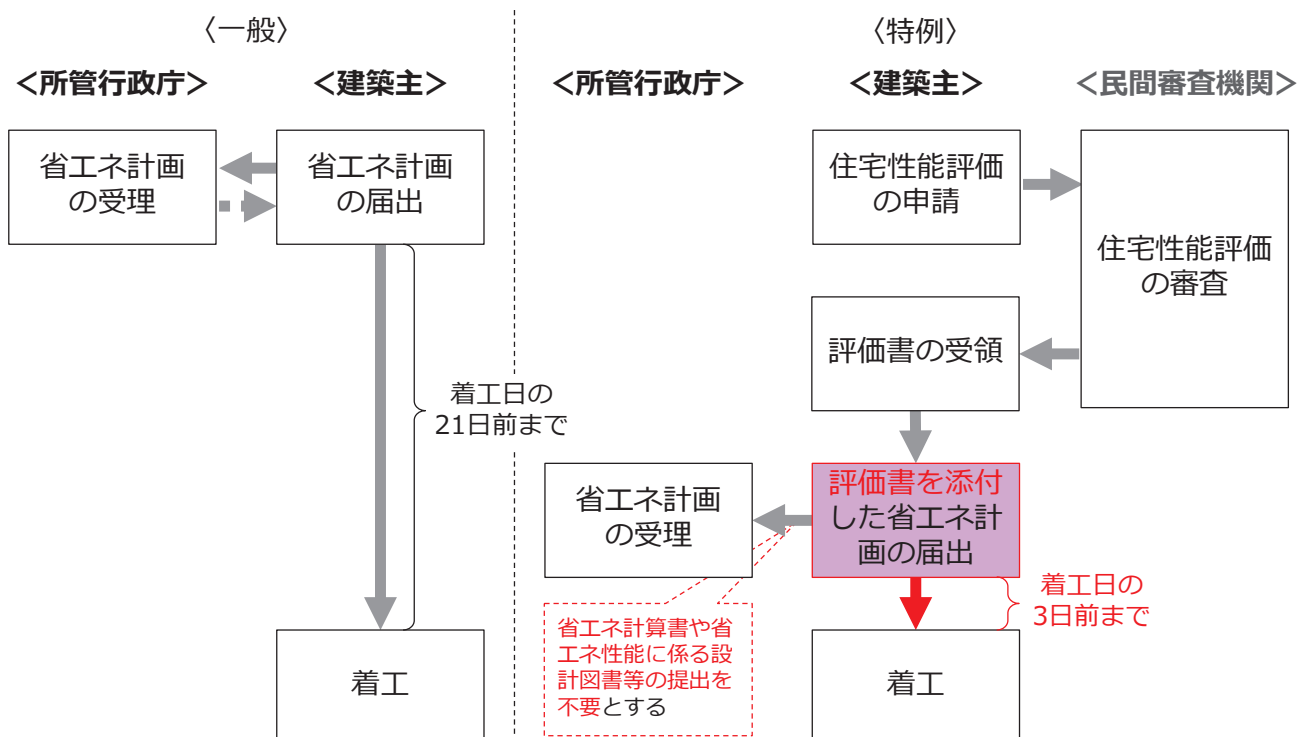 〈一般〉
<所管行政庁>
<建築主>
省エネ計画
の受理
省エネ計画
の届出
着工日の
21日前まで
着工
〈特例〉
<所管行政庁>
<建築主>
<民間審査機関>
住宅性能評価
の申請
住宅性能評価
の審査
評価書の受領
評価書を添付
した省エネ計
画の届出
省エネ計画
の受理
省エネ計算書や省
エネ性能に係る設
計図書等の提出を
不要とする
着工日の
3日前まで
着工